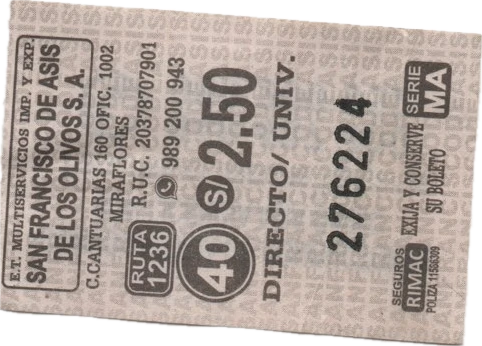 E.T. MULTISERVICIOS IMP. Y EXP.
SAN FRANCISCO DE ASIS
DE LOS OLIVOS S. A.
C.CANTUARIAS 160 OFIC. 1002
MIRAFLORES
R.U.C. 20378707901
989 200 943
RUTA
1236
40
S/ 2.50
DIRECTO/ UNIV.
276224
SERIE
MA
EXIJA Y CONSERVE
SU BOLETO
SEGUROS
RIMAC